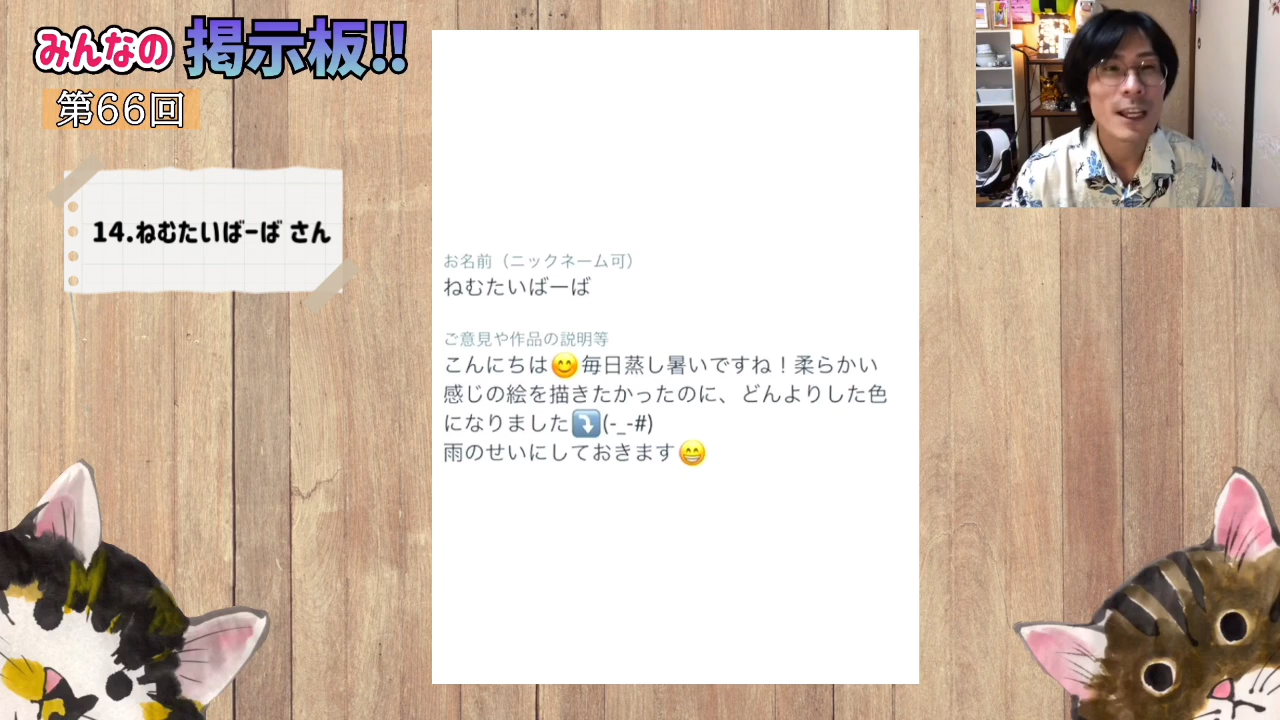 みんなの 掲示板!!
第66回
14.ねむたいばーば さん
お名前（ニックネーム可）
ねむたいばーば
ご意見や作品の説明等
こんにちは😊毎日蒸し暑いですね！柔らかい
感じの絵を描きたかったのに、どんよりした色
になりました⤵️(-_-#)
雨のせいにしておきます😁